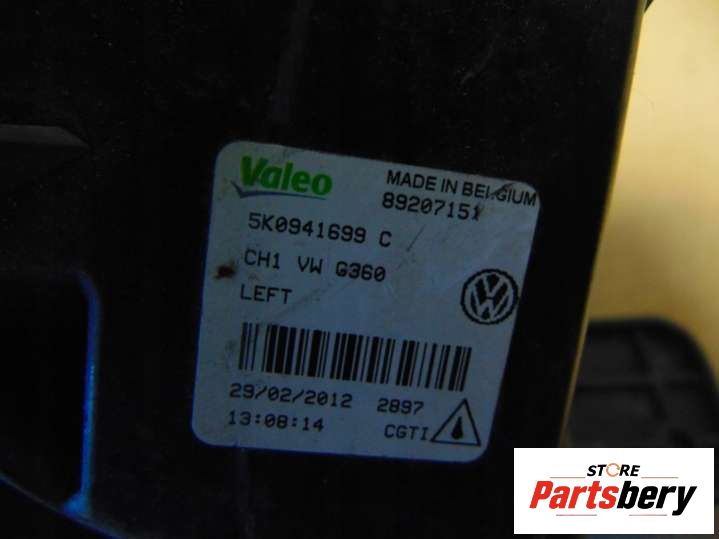 Valeo
MADE IN BELGIUM
89207151
5K0941699 C
CH1 VW G360
LEFT
29/02/2012 2897
13:08:14 CGTI
STORE
Partsbery